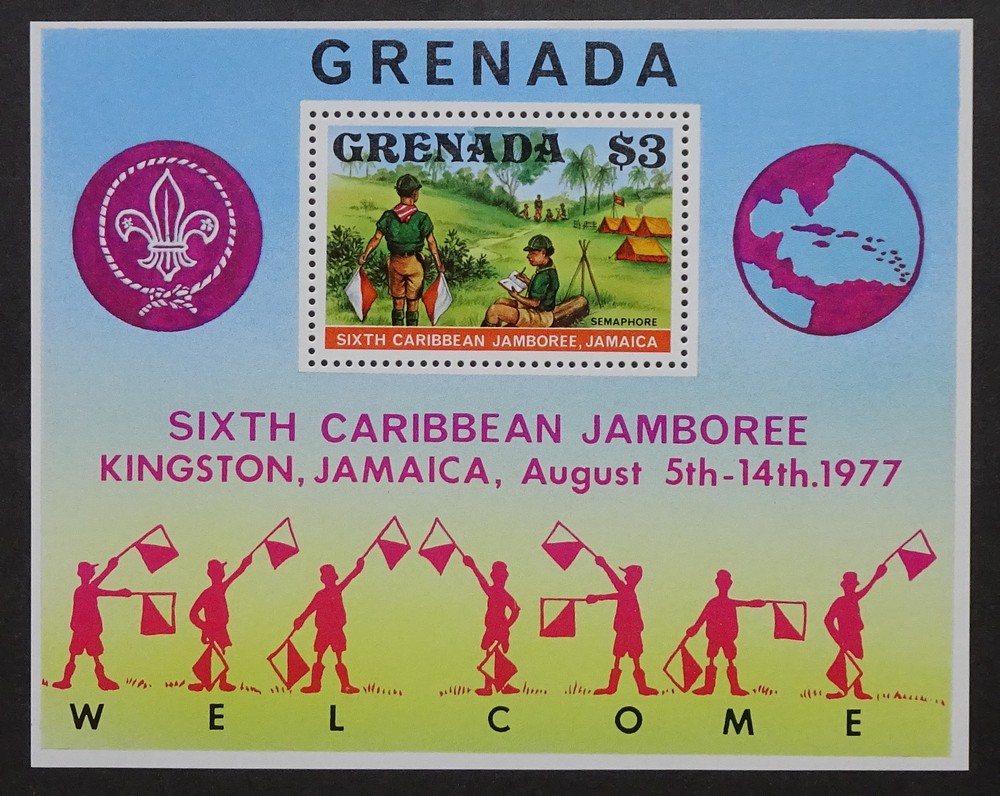 GRENADA
GRENADA $3
SEMAPHORE
SIXTH CARIBBEAN JAMBOREE, JAMAICA
SIXTH CARIBBEAN JAMBOREE
KINGSTON, JAMAICA, August 5th-14th.1977
W E L C O M E